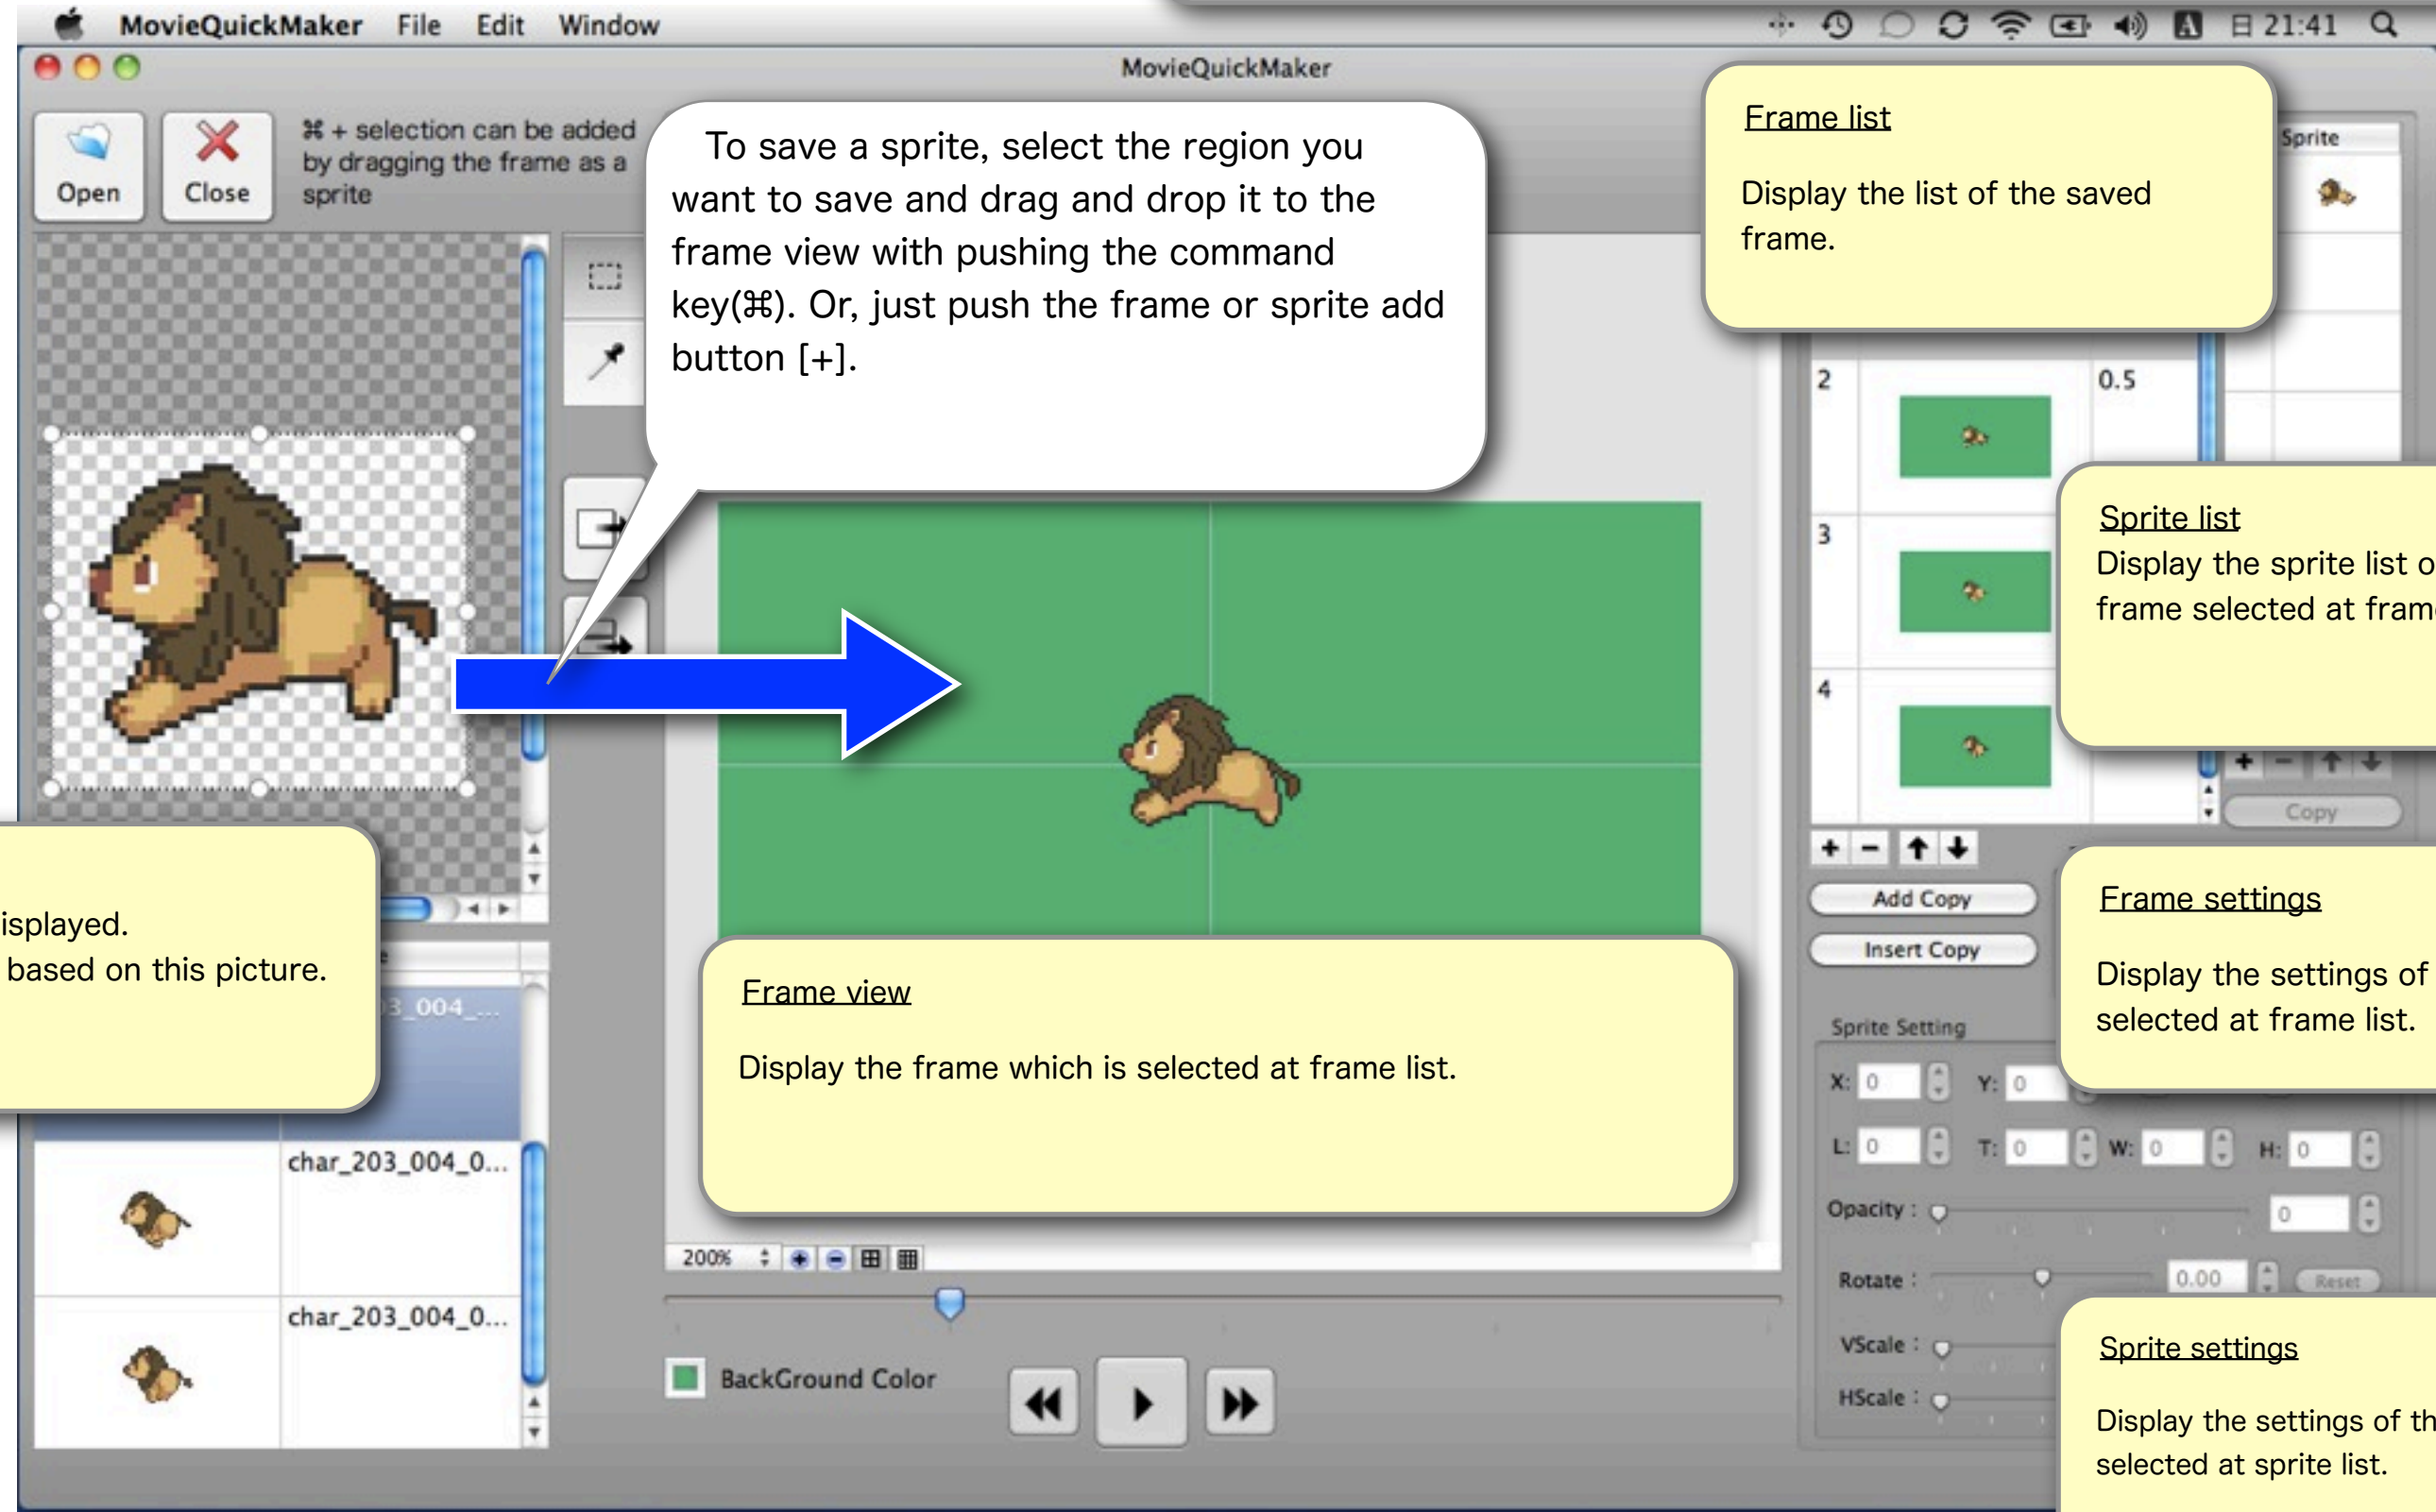 MovieQuickMaker File Edit Window
A 日 21:41
MovieQuickMaker
Open
Close
⌘ + selection can be added
by dragging the frame as a
sprite
To save a sprite, select the region you
want to save and drag and drop it to the
frame view with pushing the command
key(⌘). Or, just push the frame or sprite add
button [+].
Frame list
Display the list of the saved
frame.
Sprite
2 0.5
3
4
Sprite list
Display the sprite list o
frame selected at fram
+ -
Copy
+ -
Add Copy
Insert Copy
Frame settings
Display the settings of
selected at frame list.
isplayed.
based on this picture.
3_004_...
char_203_004_0...
char_203_004_0...
Frame view
Display the frame which is selected at frame list.
200%
BackGround Color
Sprite Setting
X: 0 Y: 0
L: 0 T: 0 W: 0 H: 0
Opacity : 0
Rotate : 0.00 Reset
VScale :
HScale :
Sprite settings
Display the settings of th
selected at sprite list.